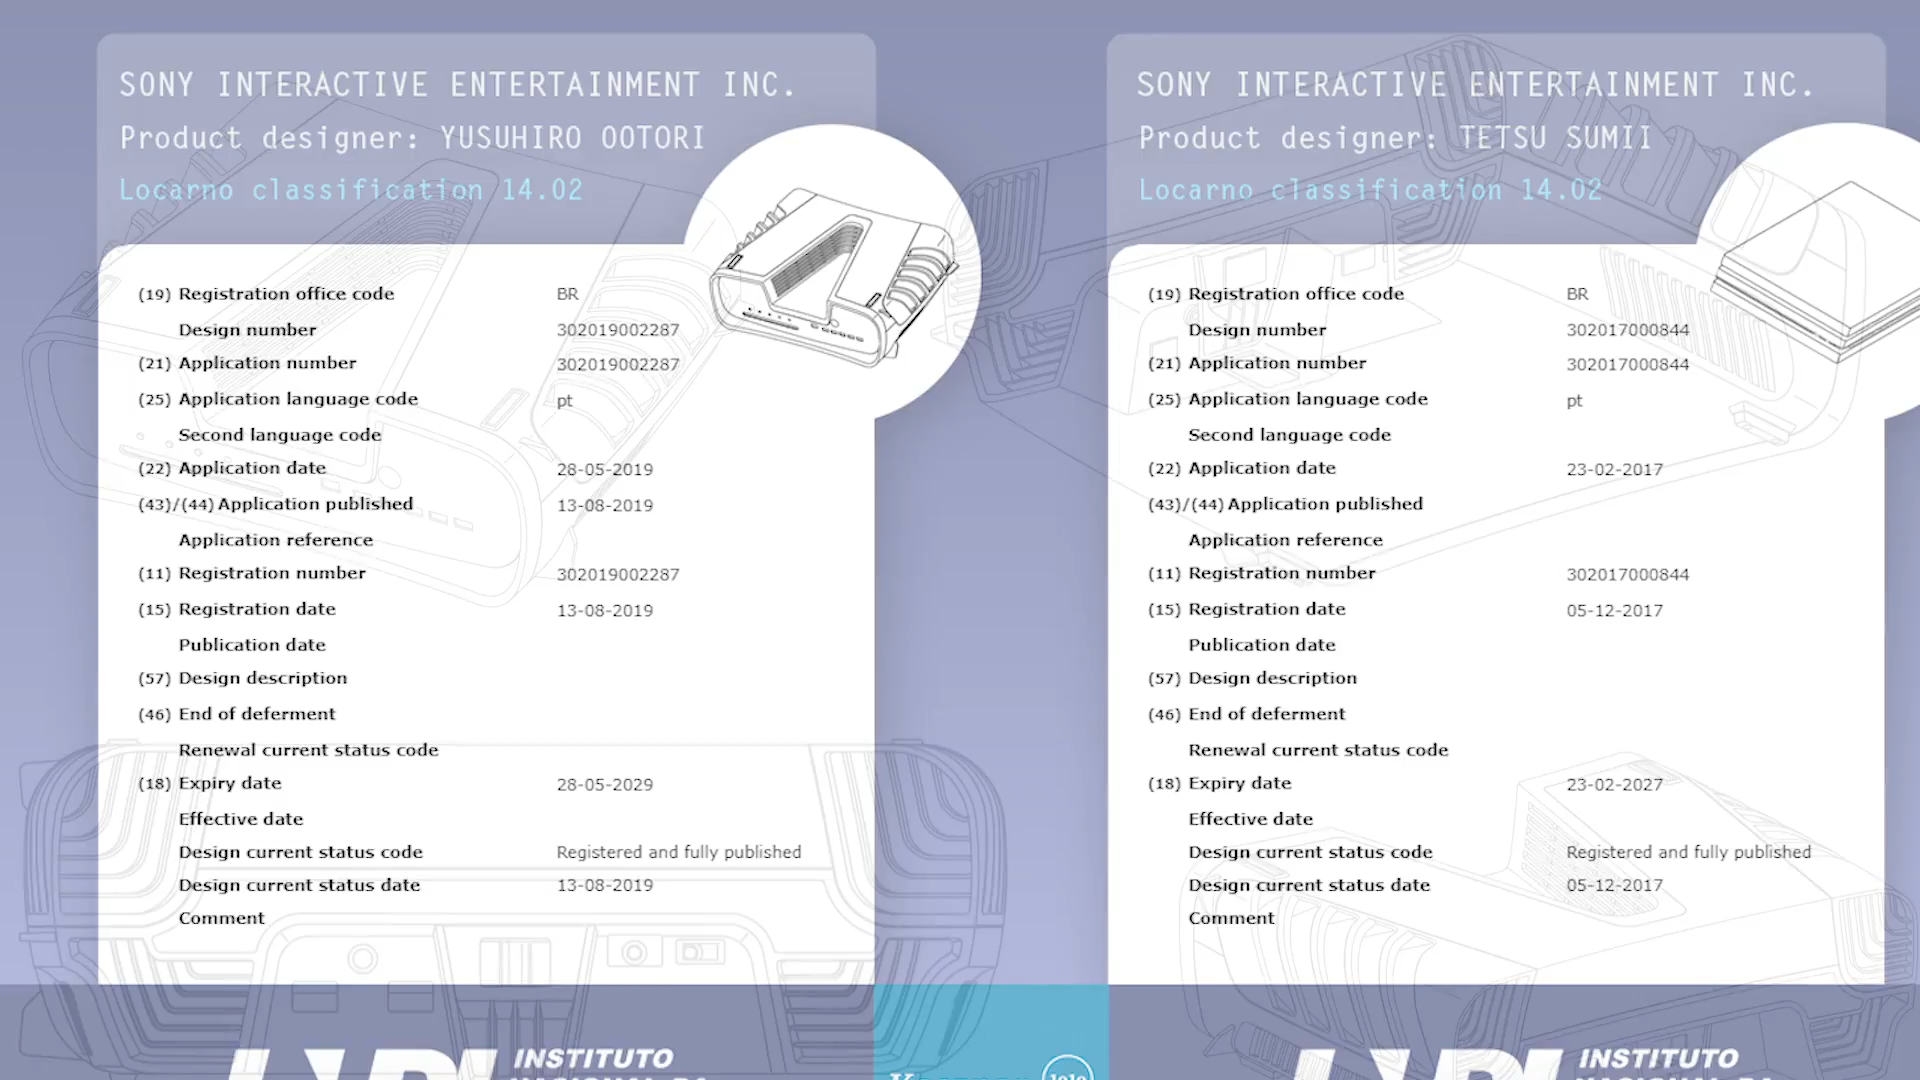 SONY INTERACTIVE ENTERTAINMENT INC.
Product designer: YUSUHIRO OOTORI
Locarno classification 14.02
(19) Registration office code BR
Design number 302019002287
(21) Application number 302019002287
(25) Application language code pt
Second language code
(22) Application date 28-05-2019
(43)/(44) Application published 13-08-2019
Application reference
(11) Registration number 302019002287
(15) Registration date 13-08-2019
Publication date
(57) Design description
(46) End of deferment
Renewal current status code
(18) Expiry date 28-05-2029
Effective date
Design current status code Registered and fully published
Design current status date 13-08-2019
Comment
INSTITUTO
SONY INTERACTIVE ENTERTAINMENT INC.
Product designer: TETSU SUMII
Locarno classification 14.02
(19) Registration office code BR
Design number 302017000844
(21) Application number 302017000844
(25) Application language code pt
Second language code
(22) Application date 23-02-2017
(43)/(44) Application published
Application reference
(11) Registration number 302017000844
(15) Registration date 05-12-2017
Publication date
(57) Design description
(46) End of deferment
Renewal current status code
(18) Expiry date 23-02-2027
Effective date
Design current status code Registered and fully published
Design current status date 05-12-2017
Comment
INSTITUTO